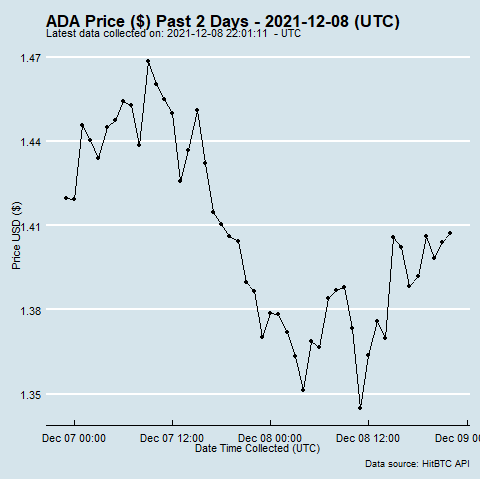 ADA Price ($) Past 2 Days - 2021-12-08 (UTC)
Latest data collected on: 2021-12-08 22:01:11 - UTC
1.47
1.44
1.41
1.38
1.35
Price USD ($)
Dec 07 00:00
Dec 07 12:00
Dec 08 00:00
Dec 08 12:00
Dec 09 0
Date Time Collected (UTC)
Data source: HitBTC API